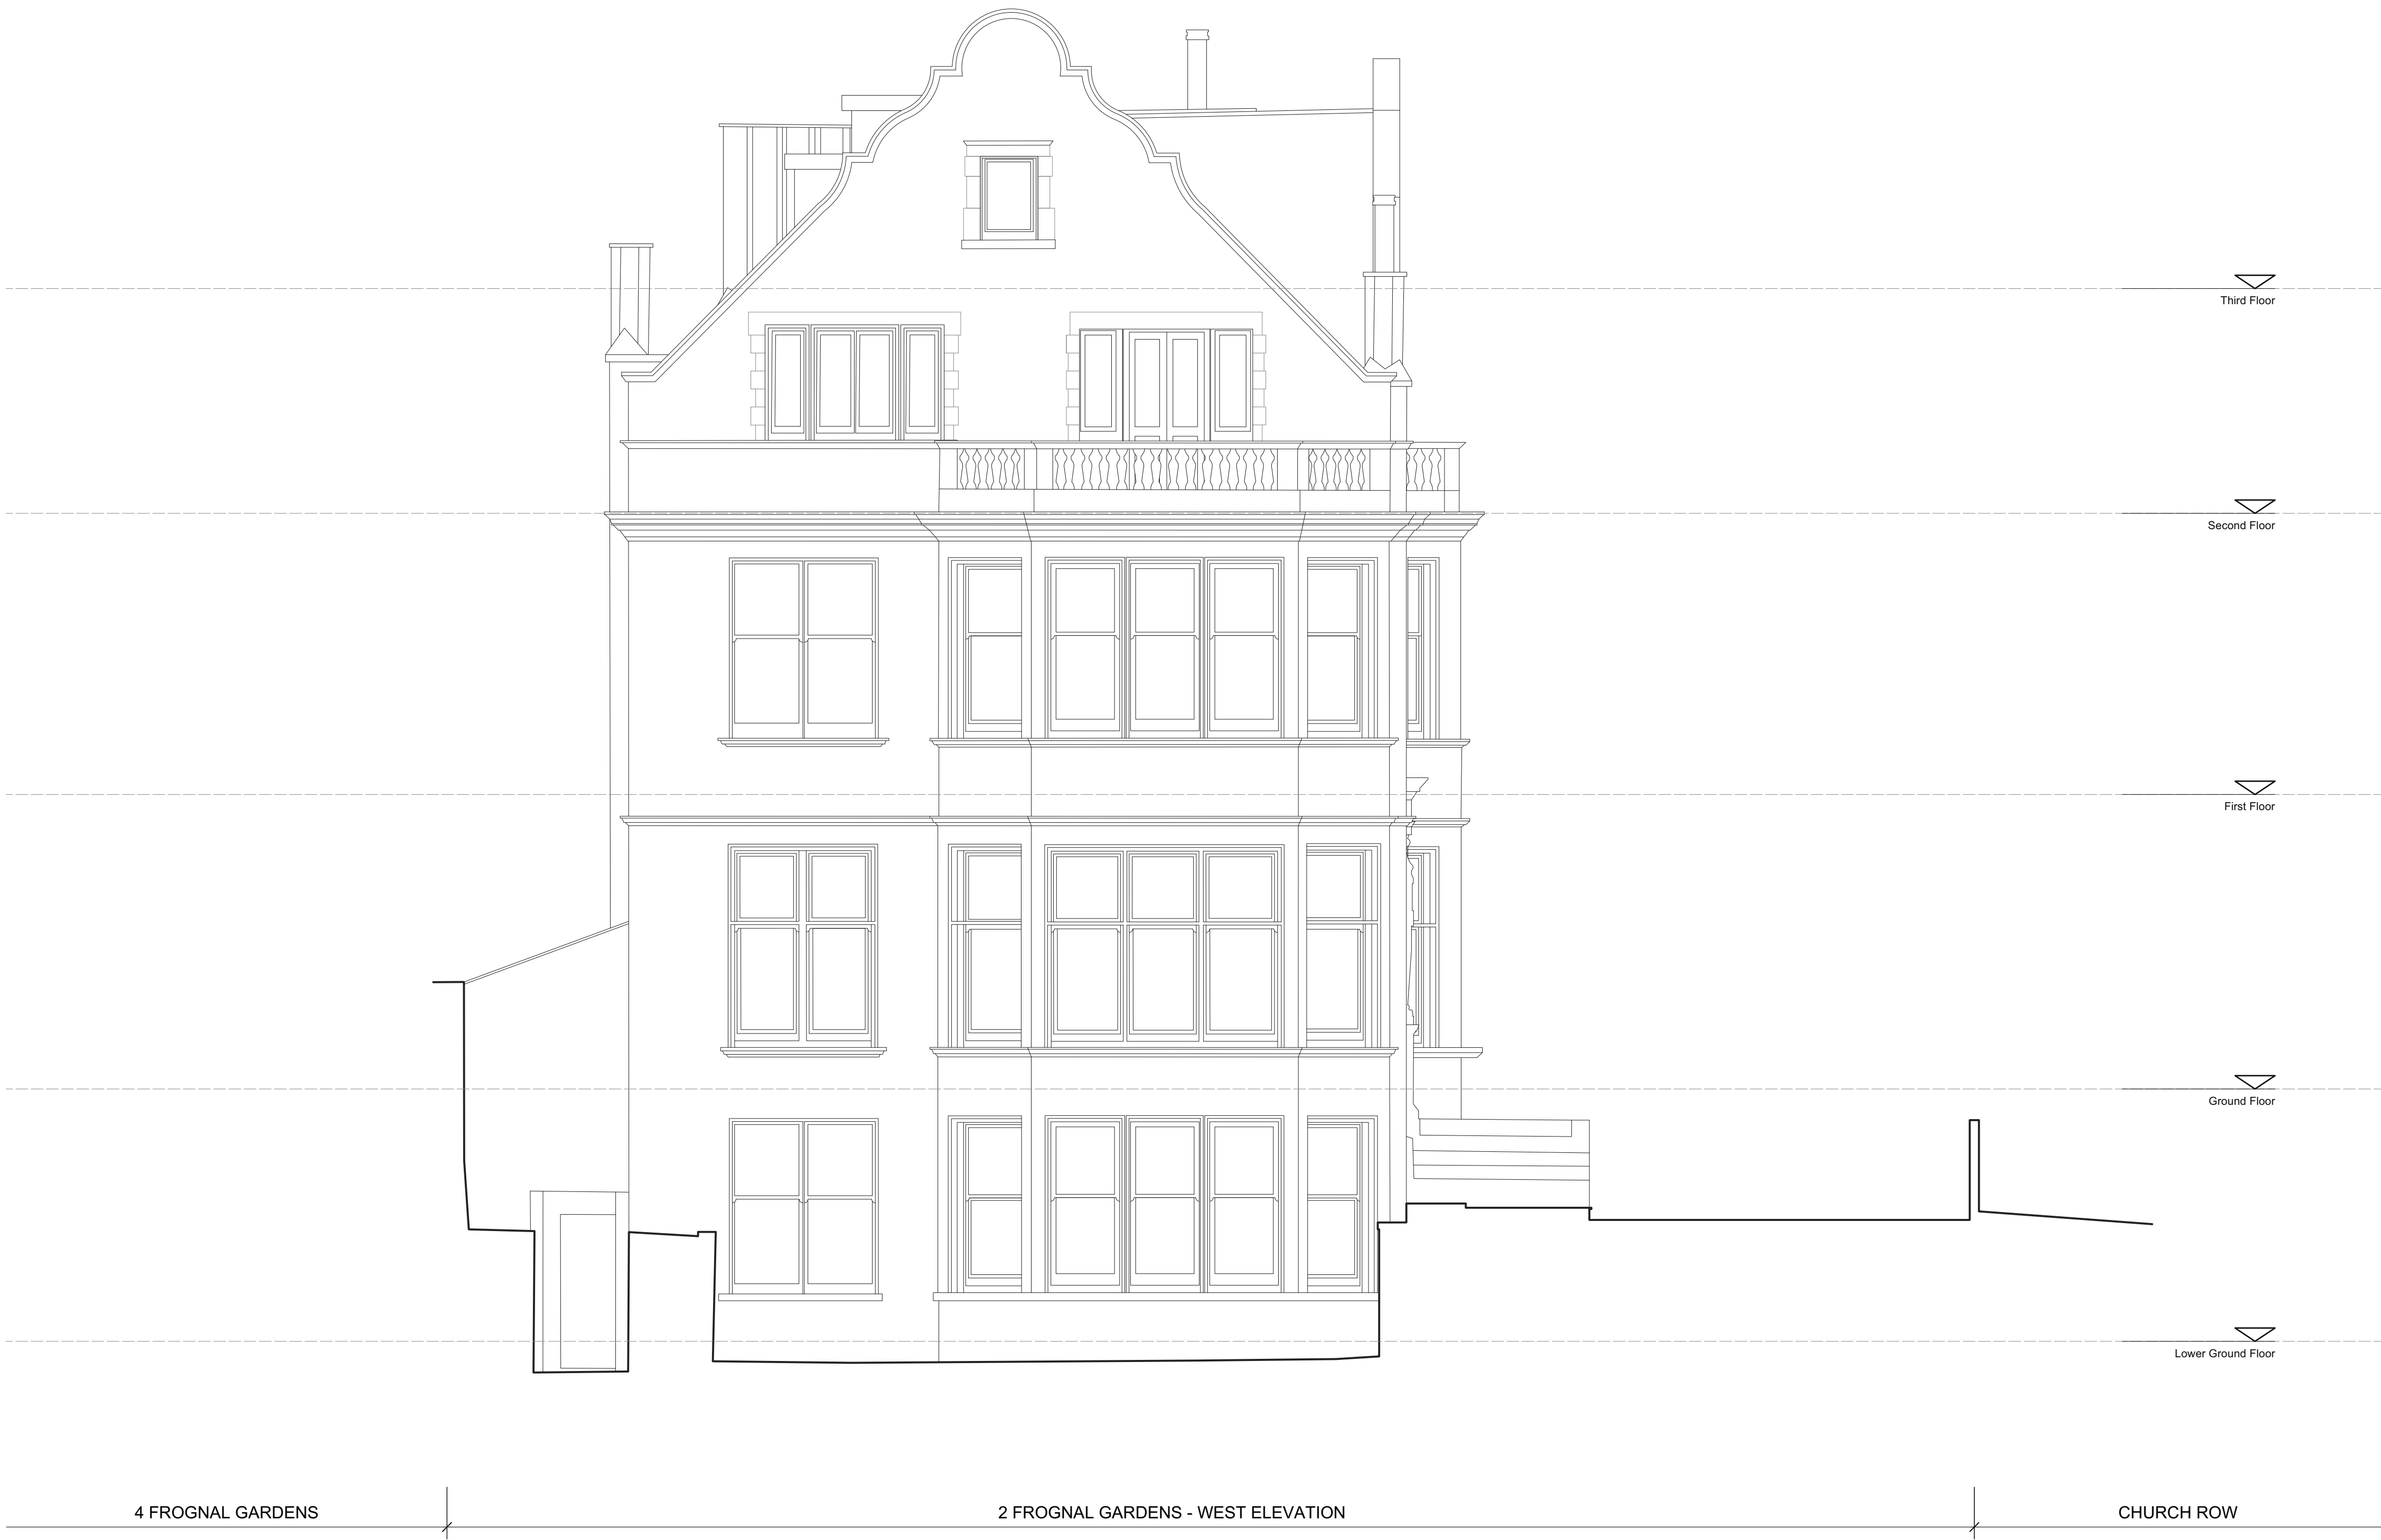 Third Floor
Second Floor
First Floor
Ground Floor
Lower Ground Floor
4 FROGNAL GARDENS
2 FROGNAL GARDENS - WEST ELEVATION
CHURCH ROW